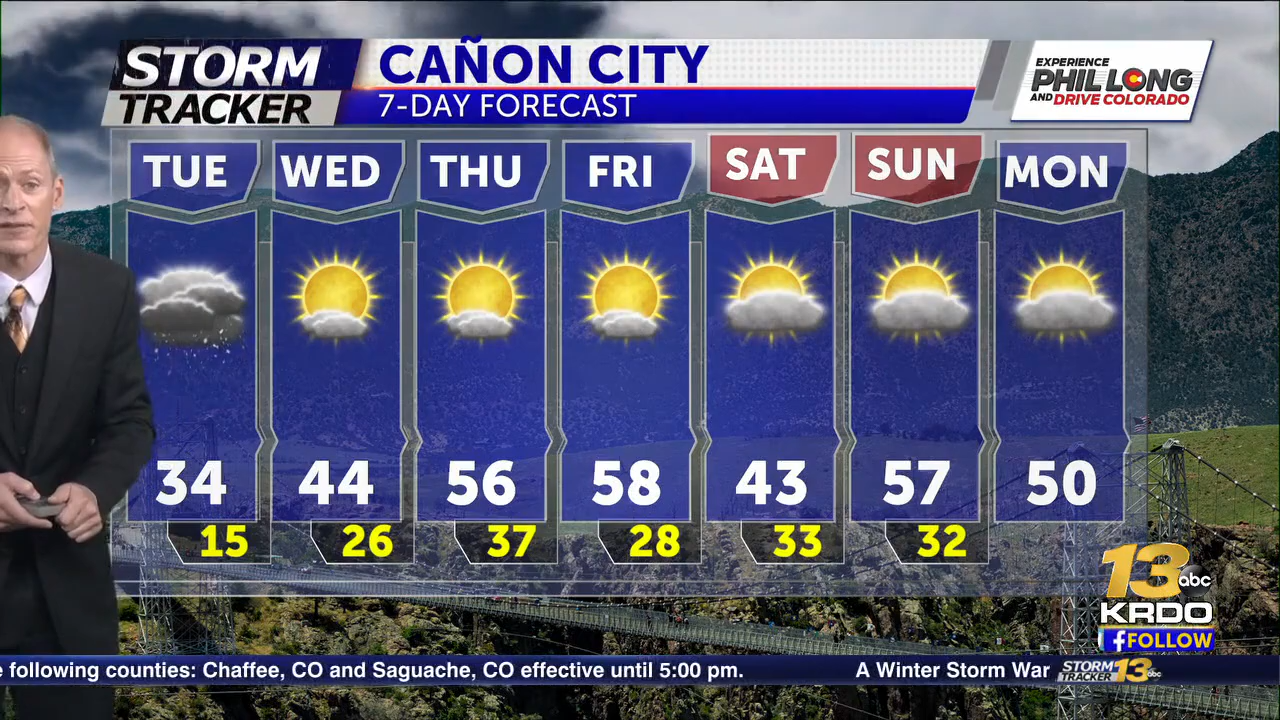 STORM
TRACKER
CAÑON CITY
7-DAY FORECAST
EXPERIENCE
PHIL LONG
AND DRIVE COLORADO
TUE WED THU FRI SAT SUN MON
34 44 56 58 43 57 50
15 26 37 28 33 32
13 abc
KRDO
f FOLLOW
e following counties: Chaffee, CO and Saguache, CO effective until 5:00 pm. A Winter Storm War
STORM
TRACKER 13 abc